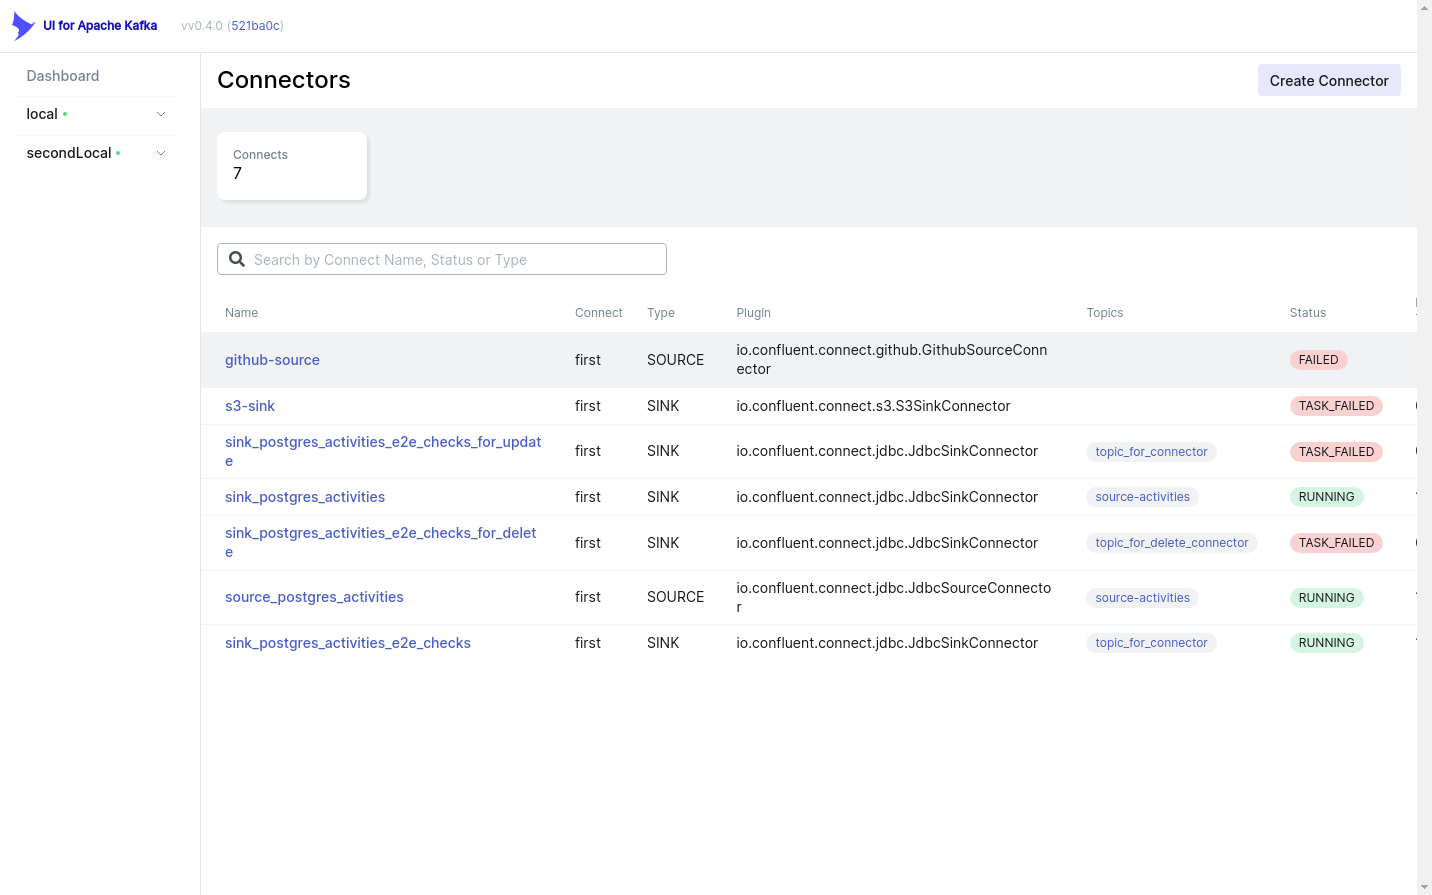 UI for Apache Kafka
vv0.4.0 (521ba0c)
Dashboard
local
secondLocal
Connectors
Create Connector
Connects
7
Search by Connect Name, Status or Type
Name Connect Type Plugin Topics Status
github-source first SOURCE io.confluent.connect.github.GithubSourceConn
ector FAILED
s3-sink first SINK io.confluent.connect.s3.S3SinkConnector TASK_FAILED
sink_postgres_activities_e2e_checks_for_updat
e first SINK io.confluent.connect.jdbc.JdbcSinkConnector topic_for_connector TASK_FAILED
sink_postgres_activities first SINK io.confluent.connect.jdbc.JdbcSinkConnector source-activities RUNNING
sink_postgres_activities_e2e_checks_for_delet
e first SINK io.confluent.connect.jdbc.JdbcSinkConnector topic_for_delete_connector TASK_FAILED
source_postgres_activities first SOURCE io.confluent.connect.jdbc.JdbcSourceConnecto
r source-activities RUNNING
sink_postgres_activities_e2e_checks first SINK io.confluent.connect.jdbc.JdbcSinkConnector topic_for_connector RUNNING